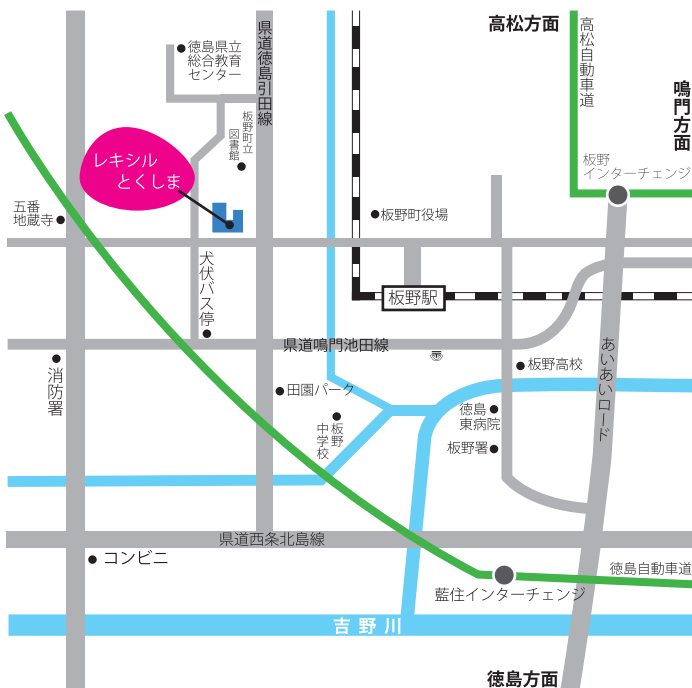 高松方面
県道徳島引田線
高松自動車道
徳島県立
総合教育
センター
鳴門方面
板野町立
図書館
レキシル
とくしま
板野
インターチェンジ
五番
地蔵寺
板野町役場
犬伏バス停
板野駅
県道鳴門池田線
あいあいロード
消防署
板野高校
田園パーク
徳島
東病院
板野
中学校
板野署
県道西条北島線
コンビニ
徳島自動車道
藍住インターチェンジ
吉野川
徳島方面